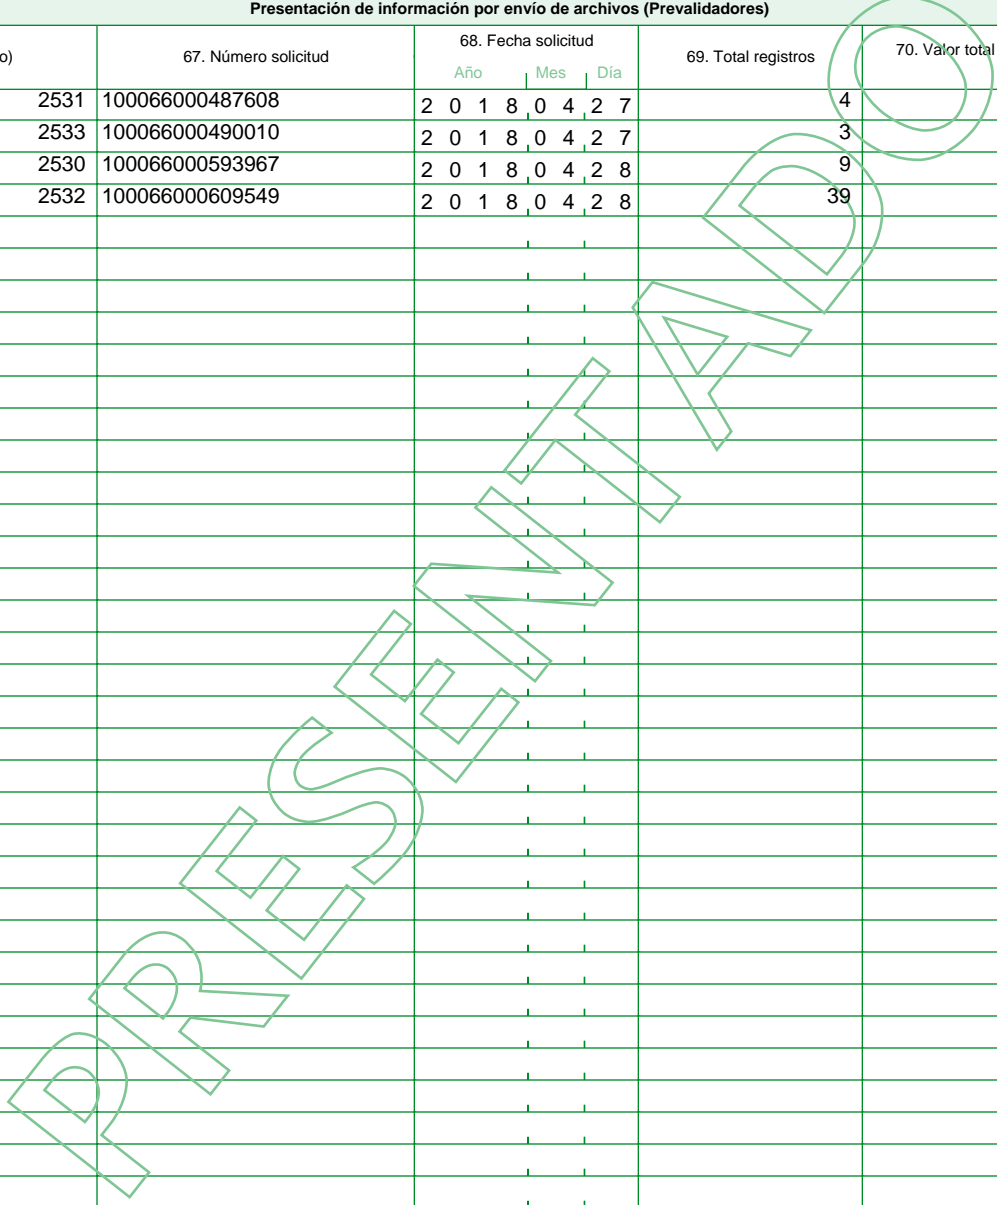 Presentación de información por envío de archivos (Prevalidadores)
o) 67. Número solicitud 68. Fecha solicitud 69. Total registros 70. Valor total
Año Mes Día
2531 100066000487608 2 0 1 8 0 4 2 7 4
2533 100066000490010 2 0 1 8 0 4 2 7 3
2530 100066000593967 2 0 1 8 0 4 2 8 9
2532 100066000609549 2 0 1 8 0 4 2 8 39
PRESENTADO